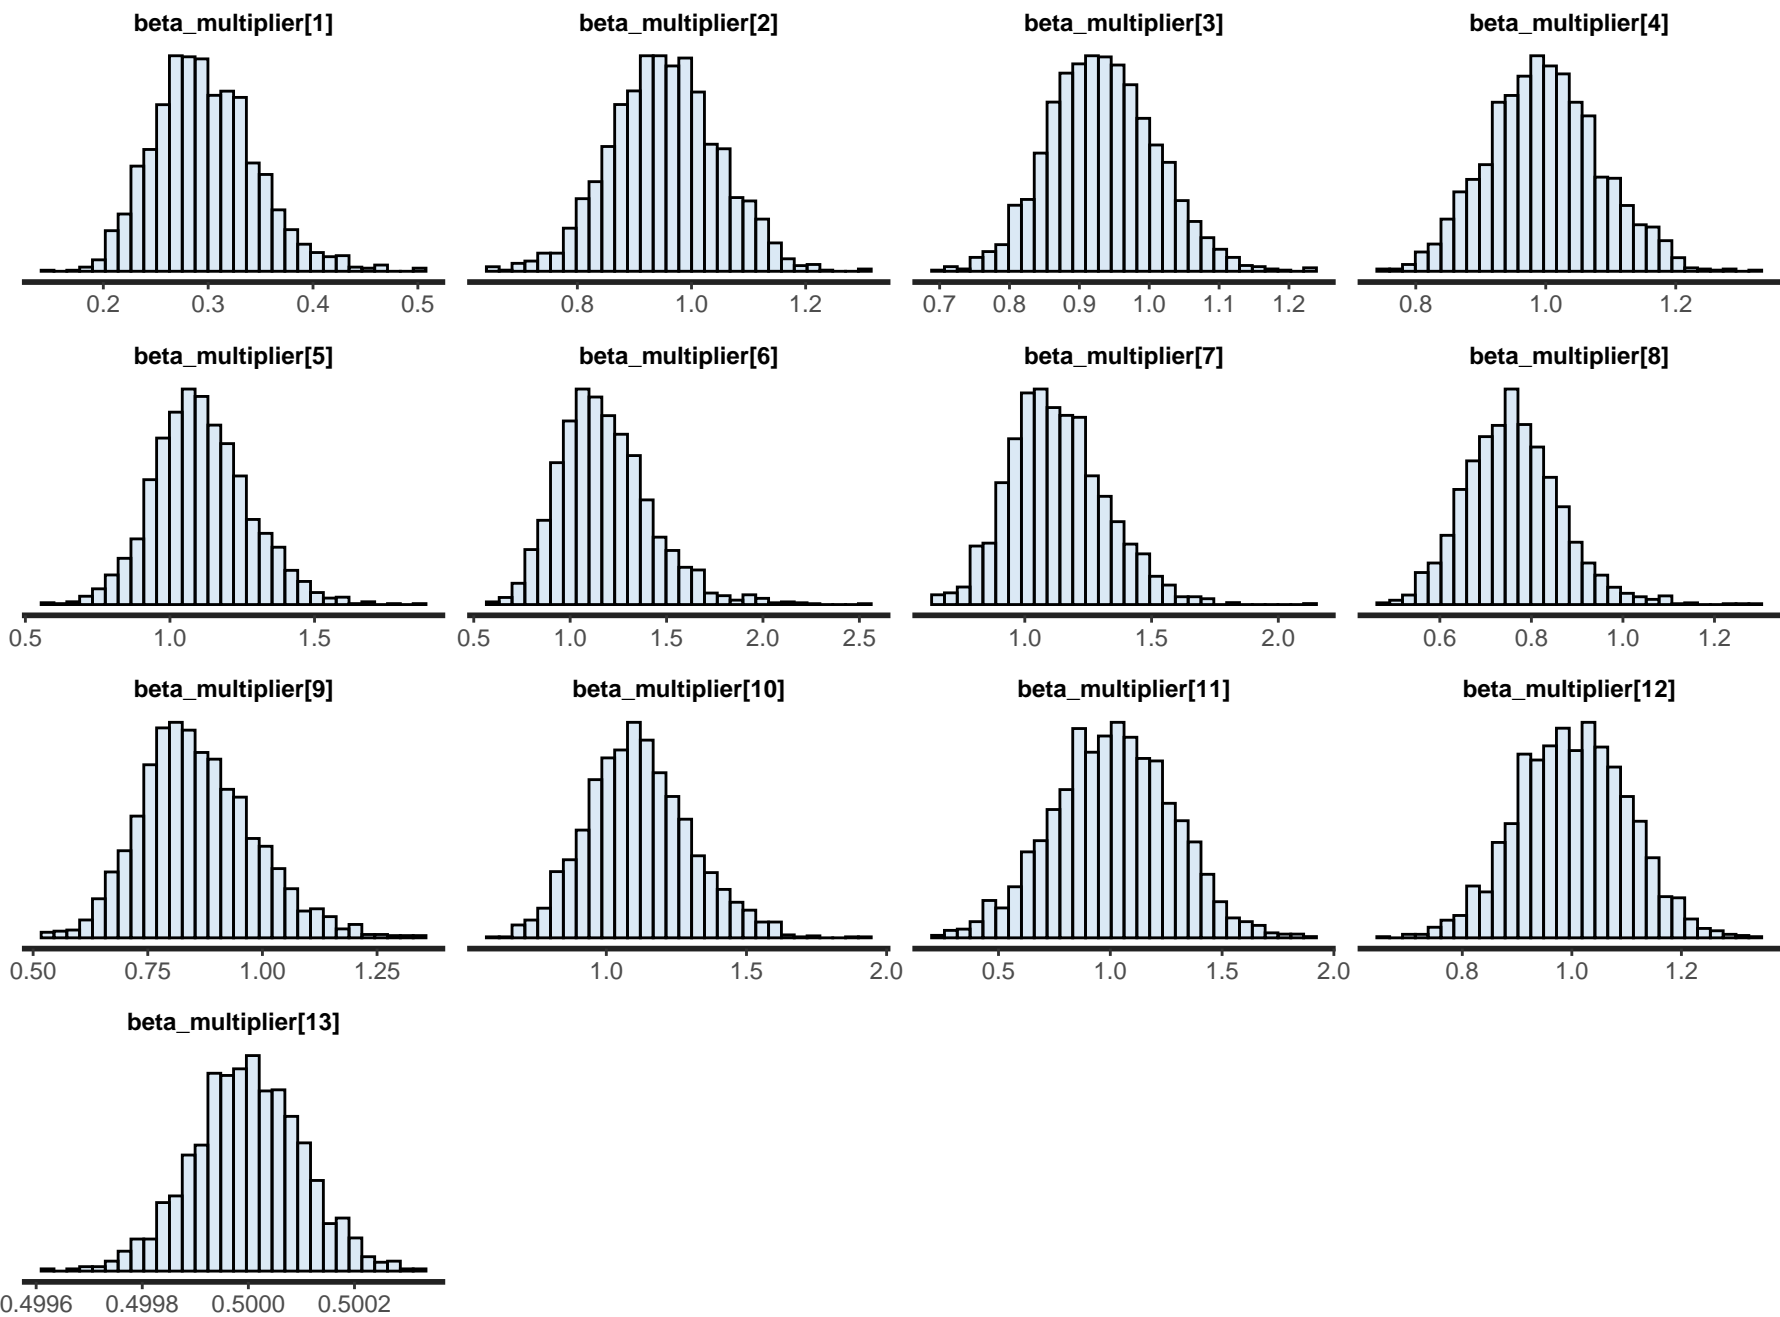 beta_multiplier[1] beta_multiplier[2] beta_multiplier[3] beta_multiplier[4]
0.2 0.3 0.4 0.5 0.8 1.0 1.2 0.7 0.8 0.9 1.0 1.1 1.2 0.8 1.0 1.2
beta_multiplier[5] beta_multiplier[6] beta_multiplier[7] beta_multiplier[8]
0.5 1.0 1.5 0.5 1.0 1.5 2.0 2.5 1.0 1.5 2.0 0.6 0.8 1.0 1.2
beta_multiplier[9] beta_multiplier[10] beta_multiplier[11] beta_multiplier[12]
0.50 0.75 1.00 1.25 1.0 1.5 2.0 0.5 1.0 1.5 2.0 0.8 1.0 1.2
beta_multiplier[13]
0.4996 0.4998 0.5000 0.5002